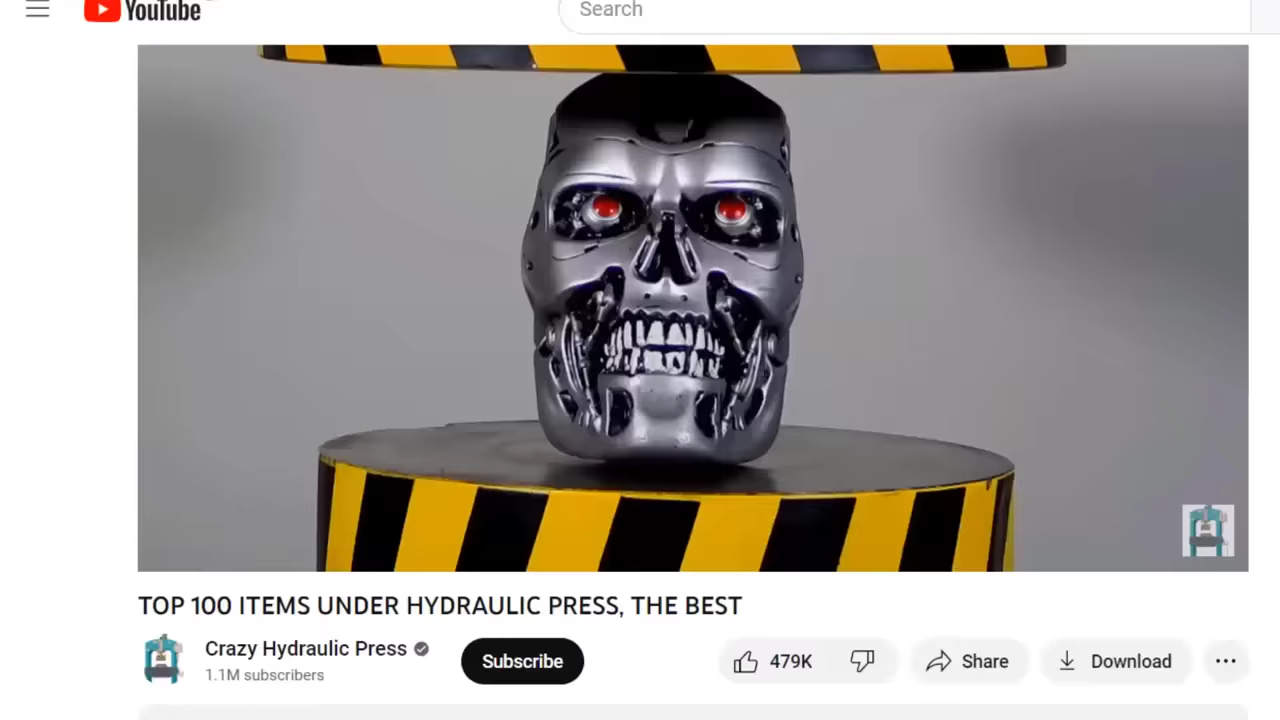 YouTube
Search
TOP 100 ITEMS UNDER HYDRAULIC PRESS, THE BEST
Crazy Hydraulic Press
1.1M subscribers
Subscribe
479K
Share
Download